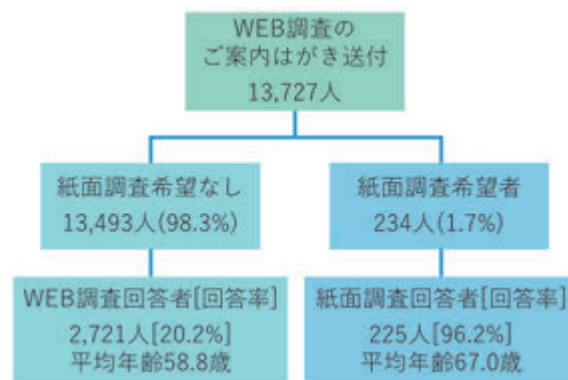 WEB調査の
ご案内はがき送付
13,727人
紙面調査希望なし
13,493人(98.3%)
紙面調査希望者
234人(1.7%)
WEB調査回答者[回答率]
2,721人[20.2%]
平均年齢58.8歳
紙面調査回答者[回答率]
225人[96.2%]
平均年齢67.0歳